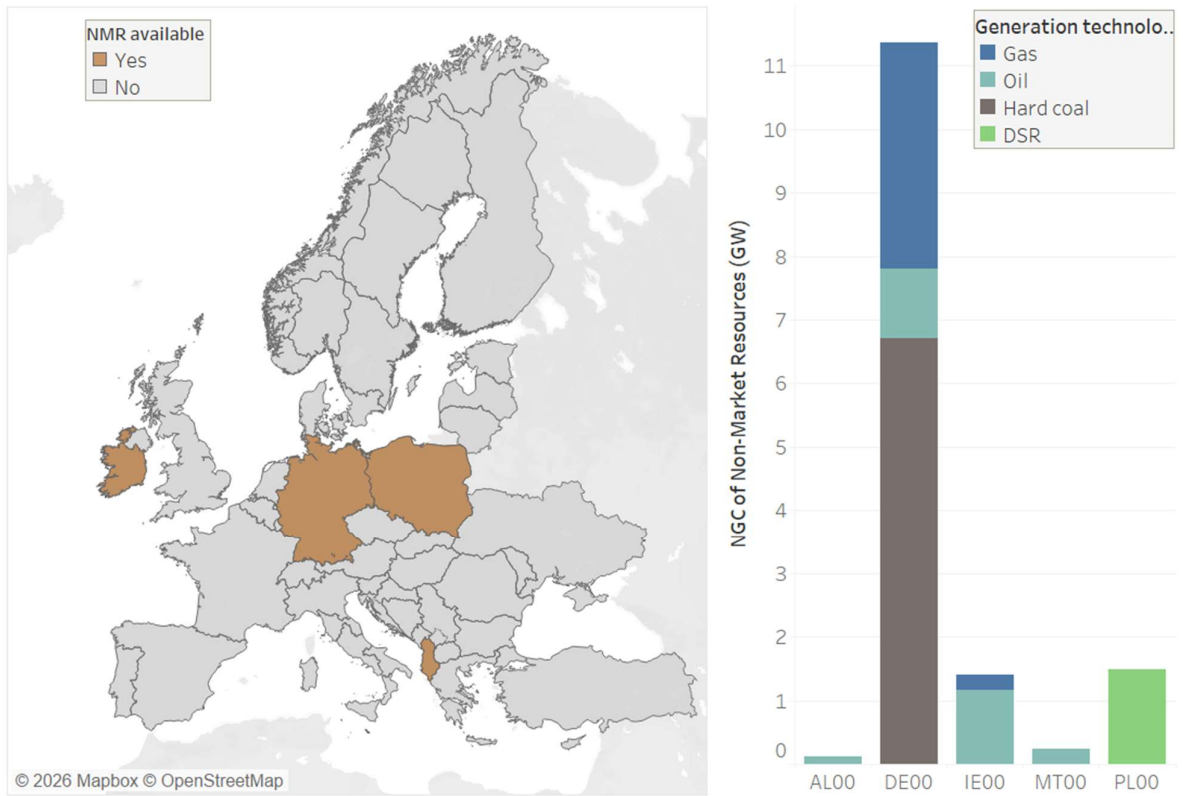 NMR available
Yes
No
© 2026 Mapbox © OpenStreetMap
NGC of Non-Market Resources (GW)
11
10
9
8
7
6
5
4
3
2
1
0
Generation technolo..
Gas
Oil
Hard coal
DSR
AL00 DE00 IE00 MT00 PL00